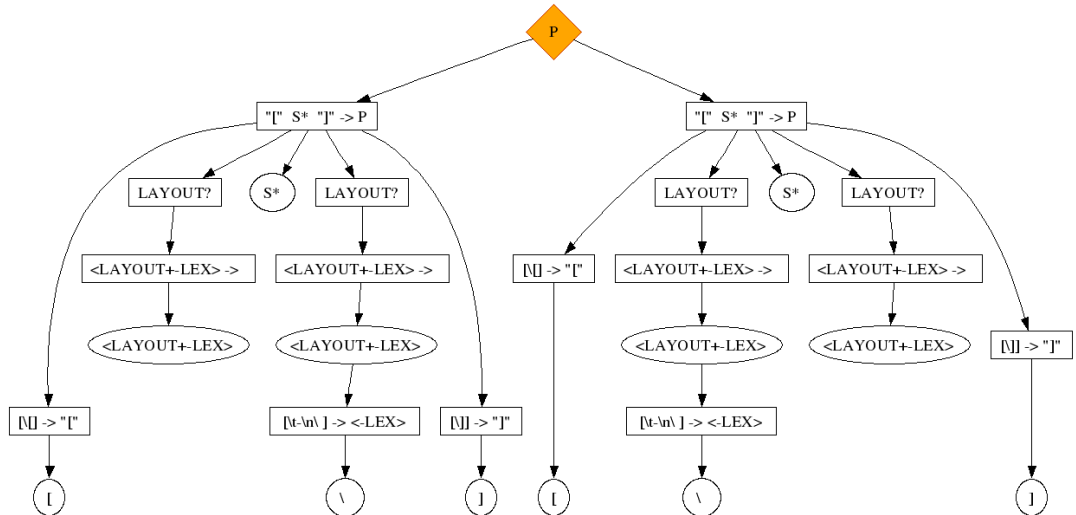 P
"[" S* "]" -> P
"[" S* "]" -> P
LAYOUT?
S*
LAYOUT?
LAYOUT?
S*
LAYOUT?
<LAYOUT+-LEX> ->
<LAYOUT+-LEX> ->
[\[] -> "["
<LAYOUT+-LEX> ->
<LAYOUT+-LEX> ->
<LAYOUT+-LEX>
<LAYOUT+-LEX>
<LAYOUT+-LEX>
<LAYOUT+-LEX>
[\]] -> "]"
[\[] -> "["
[\t-\n\ ] -> <-LEX>
[\]] -> "]"
[\t-\n\ ] -> <-LEX>
[
\
]
[
\
]